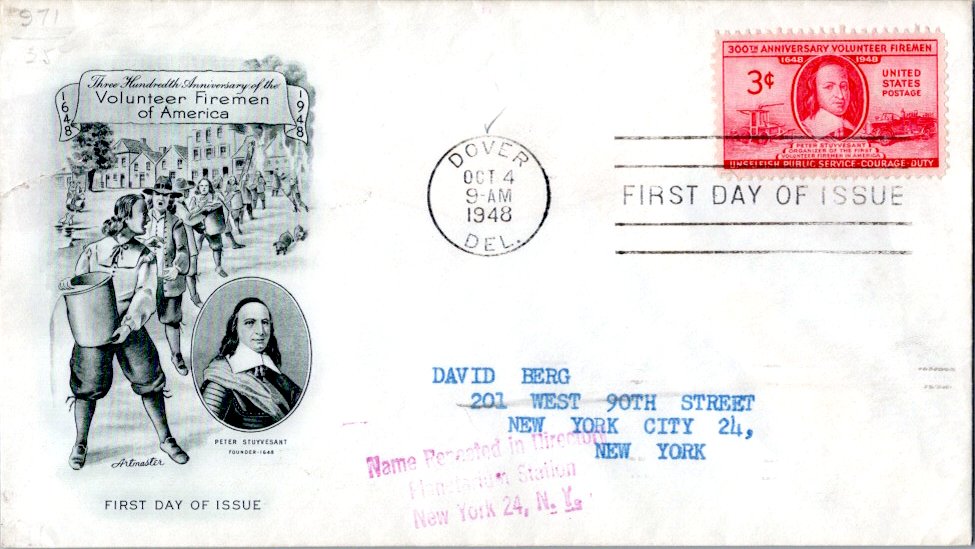 971
35
Three Hundredth Anniversary of the
Volunteer Firemen
of America
1648
1948
PETER STUYVESANT
FOUNDER-1648
Artmaster
FIRST DAY OF ISSUE
DOVER
OCT 4
9-AM
1948
DEL.
300TH ANNIVERSARY VOLUNTEER FIREMEN
1648 1948
3¢
UNITED
STATES
POSTAGE
PETER STUYVESANT
ORGANIZER OF THE FIRST
VOLUNTEER FIREMEN IN AMERICA
UNSELFISH PUBLIC SERVICE-COURAGE-DUTY
FIRST DAY OF ISSUE
DAVID BERG
201 WEST 90TH STREET
NEW YORK CITY 24,
NEW YORK
Name Repeated in Directory
Planetarium Station
New York 24, N. Y.